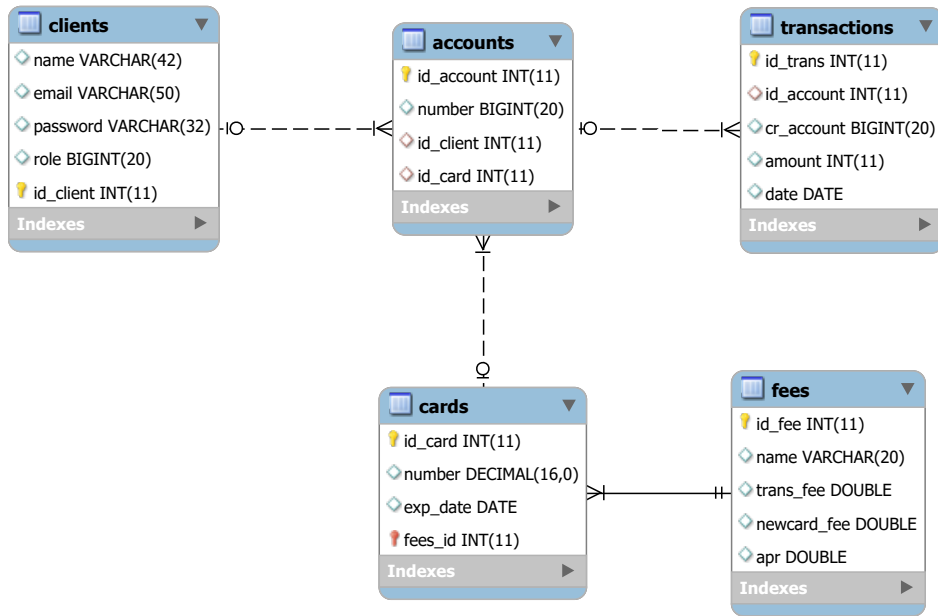 clients
name VARCHAR(42)
email VARCHAR(50)
password VARCHAR(32)
role BIGINT(20)
id_client INT(11)
Indexes
accounts
id_account INT(11)
number BIGINT(20)
id_client INT(11)
id_card INT(11)
Indexes
transactions
id_trans INT(11)
id_account INT(11)
cr_account BIGINT(20)
amount INT(11)
date DATE
Indexes
cards
id_card INT(11)
number DECIMAL(16,0)
exp_date DATE
fees_id INT(11)
Indexes
fees
id_fee INT(11)
name VARCHAR(20)
trans_fee DOUBLE
newcard_fee DOUBLE
apr DOUBLE
Indexes